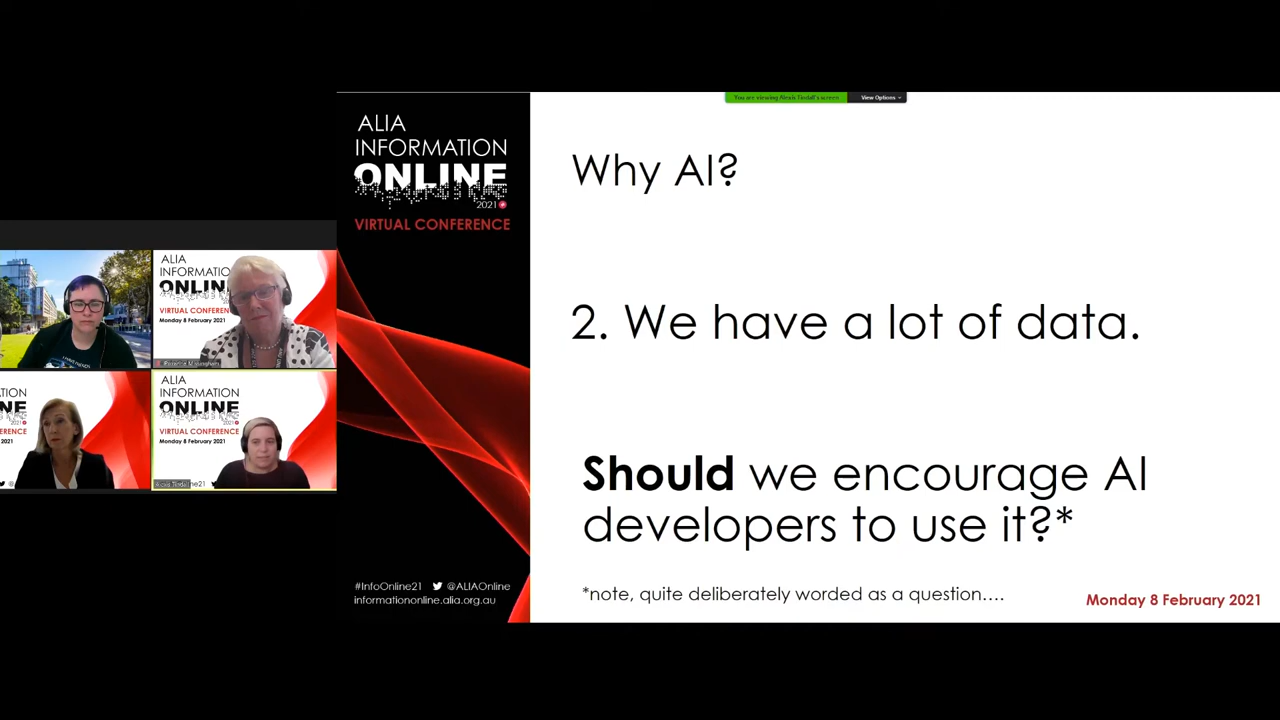 You are viewing Alexis Tindall's screen
View Options
ALIA
INFORMATION
ONLINE
2021
VIRTUAL CONFERENCE
Why AI?
2. We have a lot of data.
Should we encourage AI
developers to use it?*
*note, quite deliberately worded as a question....
#InfoOnline21 @ALIAOnline
informationonline.alia.org.au
Monday 8 February 2021
ALIA
INFORMATION
ONLINE
VIRTUAL CONFERENCE
Monday 8 February 2021
ALIA
INFORMATION
ONLINE
2021
VIRTUAL CONFERENCE
Monday 8 February 2021